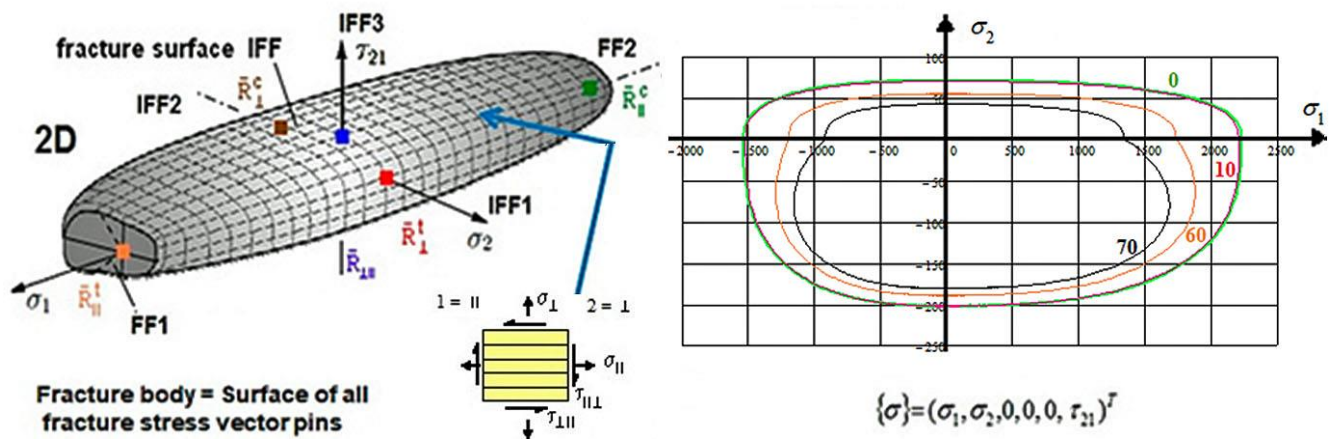 IFF3
fracture surface IFF
τ21
FF2
IFF2
R̄⊥c
R̄∥c
2D
IFF1
R̄⊥t
σ2
R̄⊥∥
σ1
R̄∥t
FF1
1 = ∥
σ⊥
2 = ⊥
σ∥
τ∥⊥
τ⊥∥
Fracture body = Surface of all
fracture stress vector pins
σ2
100
0
σ1
-2000
-1500
-1000
-500
0
500
1000
1500
2000
2500
10
-50
-100
60
70
-150
-200
-250
{σ}=(σ1,σ2,0,0,0, τ21)T